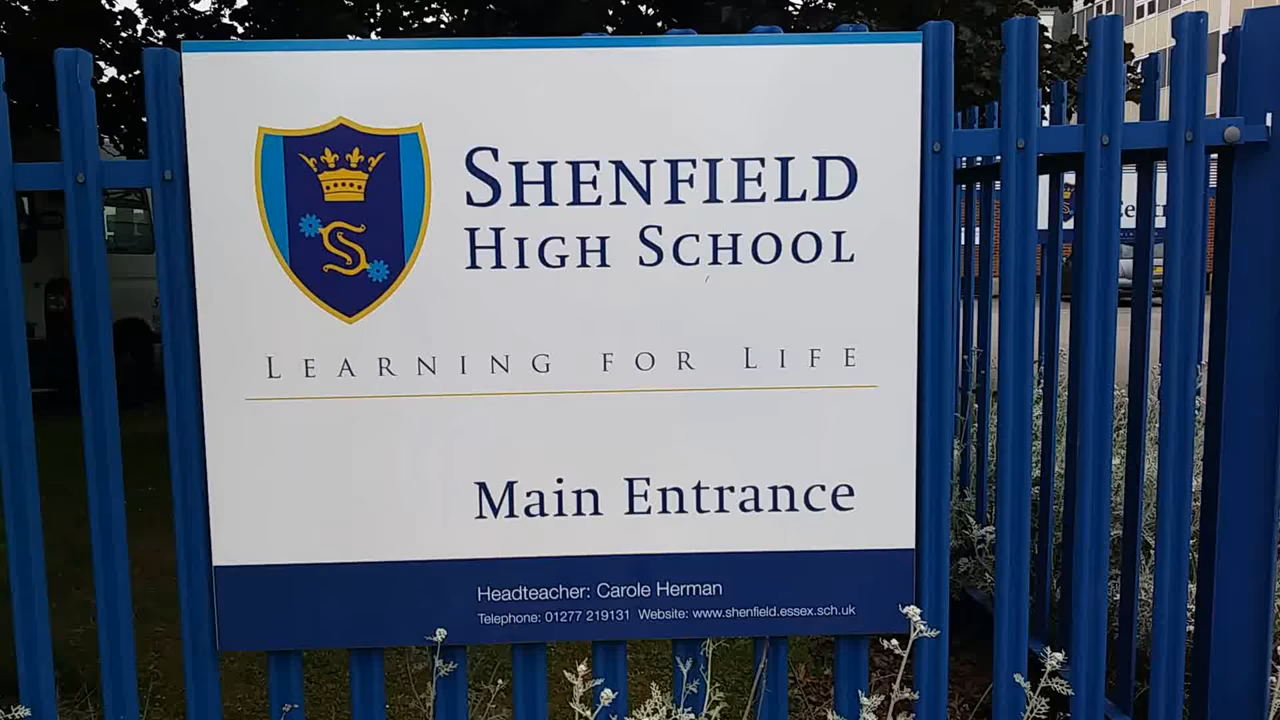 SHENFIELD
HIGH SCHOOL
LEARNING FOR LIFE
Main Entrance
Headteacher: Carole Herman
Telephone: 01277 219131 Website: www.shenfield.essex.sch.uk